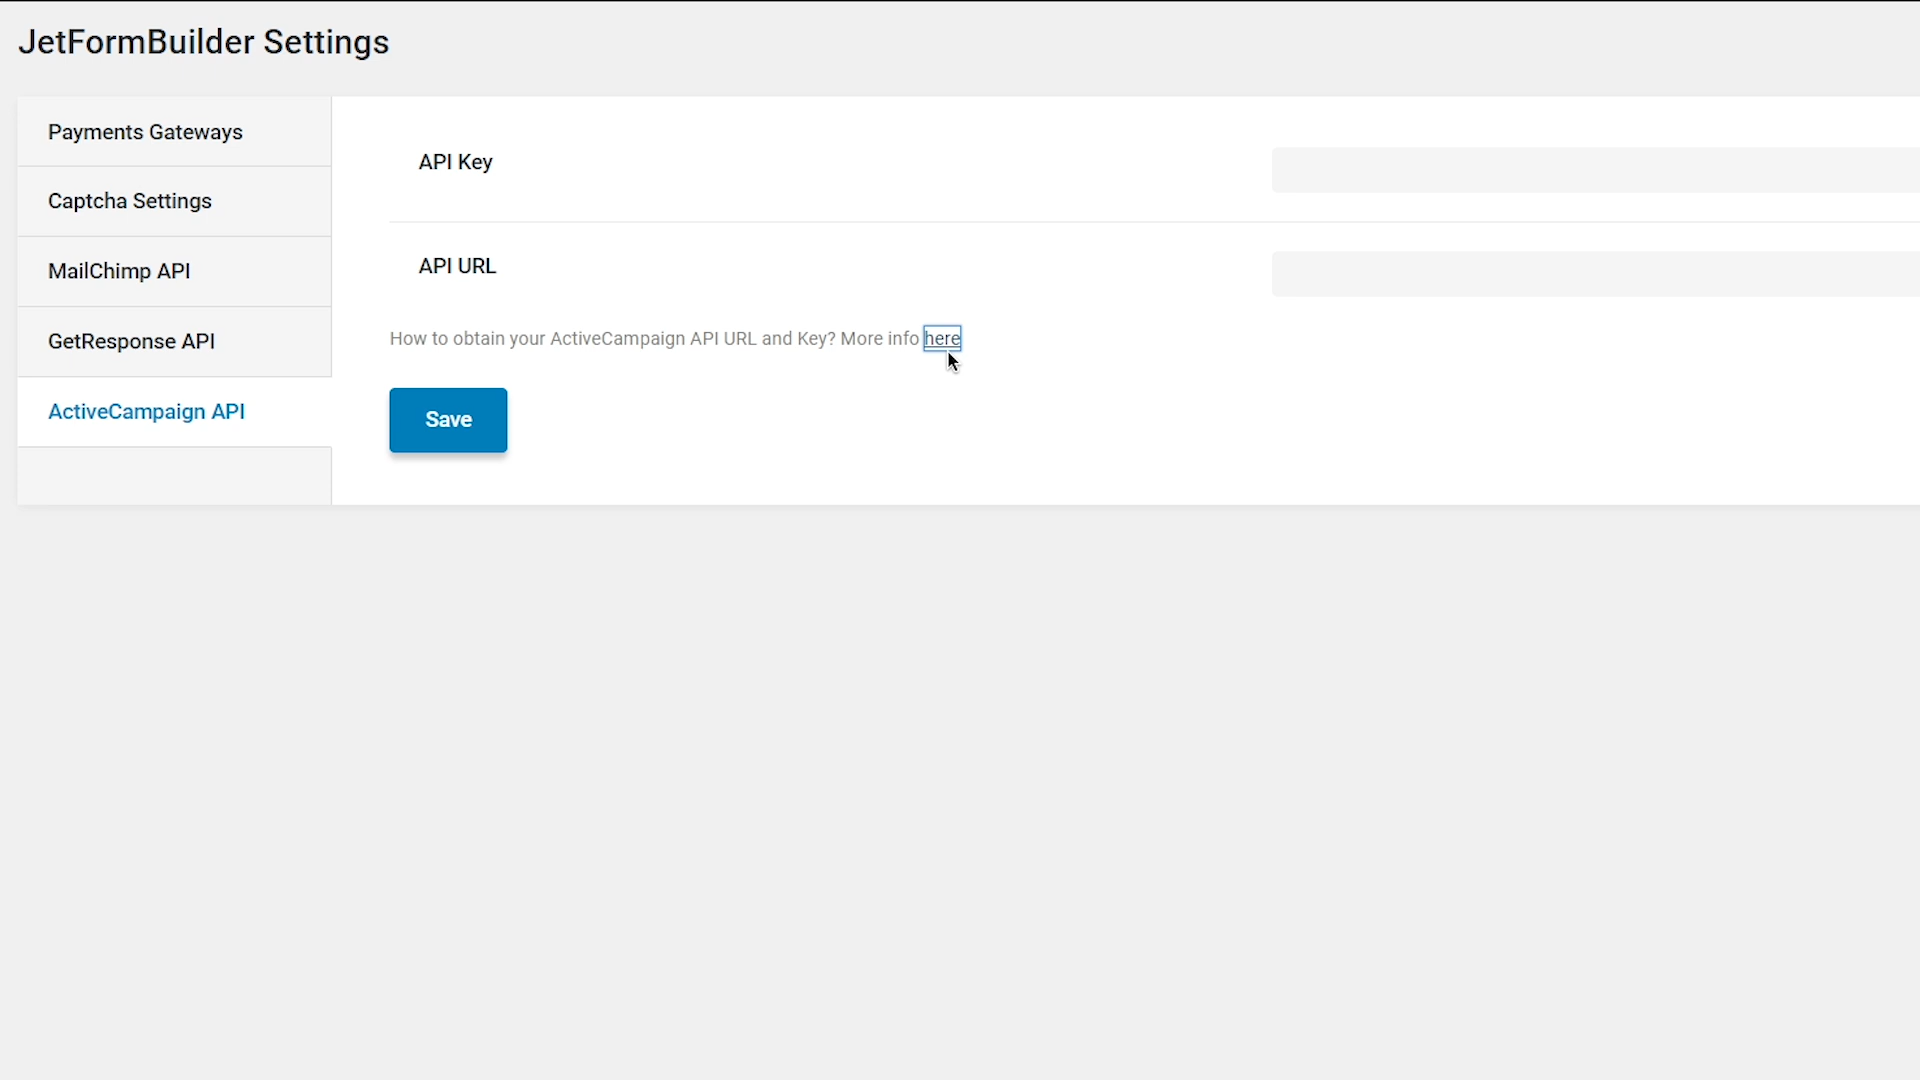 JetFormBuilder Settings
Payments Gateways
Captcha Settings
MailChimp API
GetResponse API
ActiveCampaign API
API Key
API URL
How to obtain your ActiveCampaign API URL and Key? More info here
Save